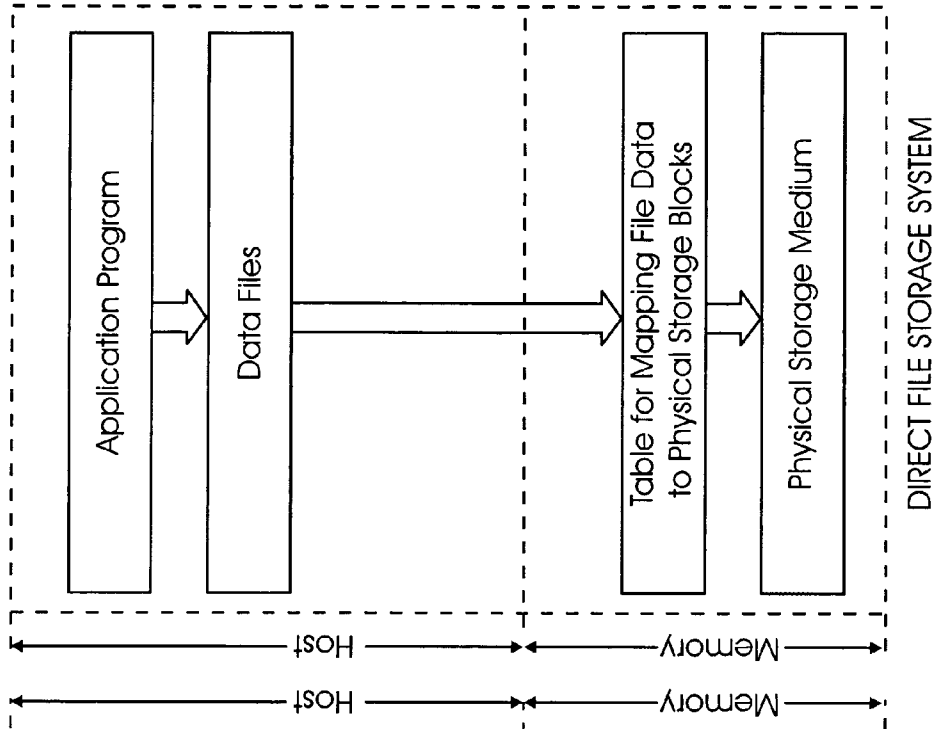 Application Program
Data Files
Table for Mapping File Data
to Physical Storage Blocks
Physical Storage Medium
Host
Memory
Host
Memory
DIRECT FILE STORAGE SYSTEM